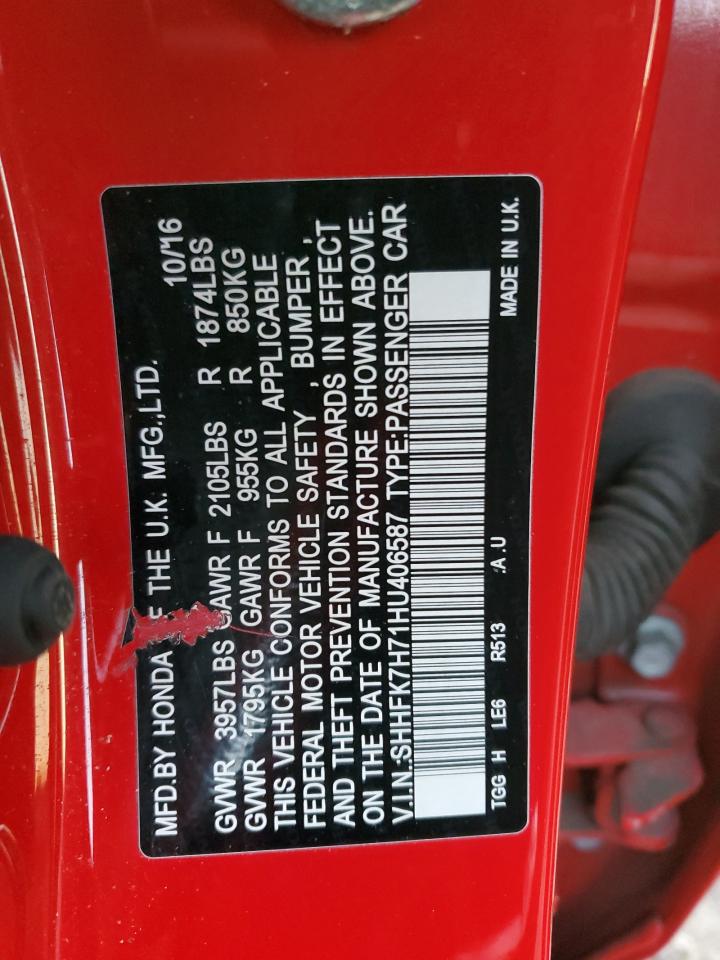 MFD.BY HONDA OF THE U.K. MFG.,LTD. 10/16
GVWR 3957LBS GAWR F 2105LBS R 1874LBS
GVWR 1795KG GAWR F 955KG R 850KG
THIS VEHICLE CONFORMS TO ALL APPLICABLE
FEDERAL MOTOR VEHICLE SAFETY , BUMPER ,
AND THEFT PREVENTION STANDARDS IN EFFECT
ON THE DATE OF MANUFACTURE SHOWN ABOVE.
V.I.N.:SHHFK7H71HU406587 TYPE:PASSENGER CAR
TGG H LE6 R513 :A.U MADE IN U.K.